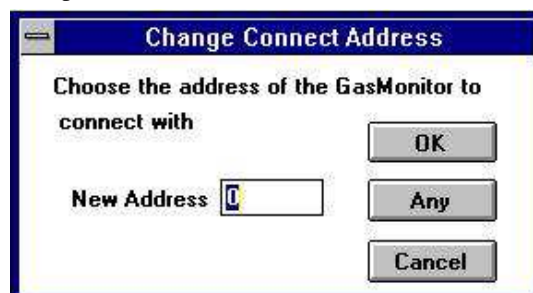 Change Connect Address
Choose the address of the GasMonitor to
connect with
OK
New Address 0
Any
Cancel